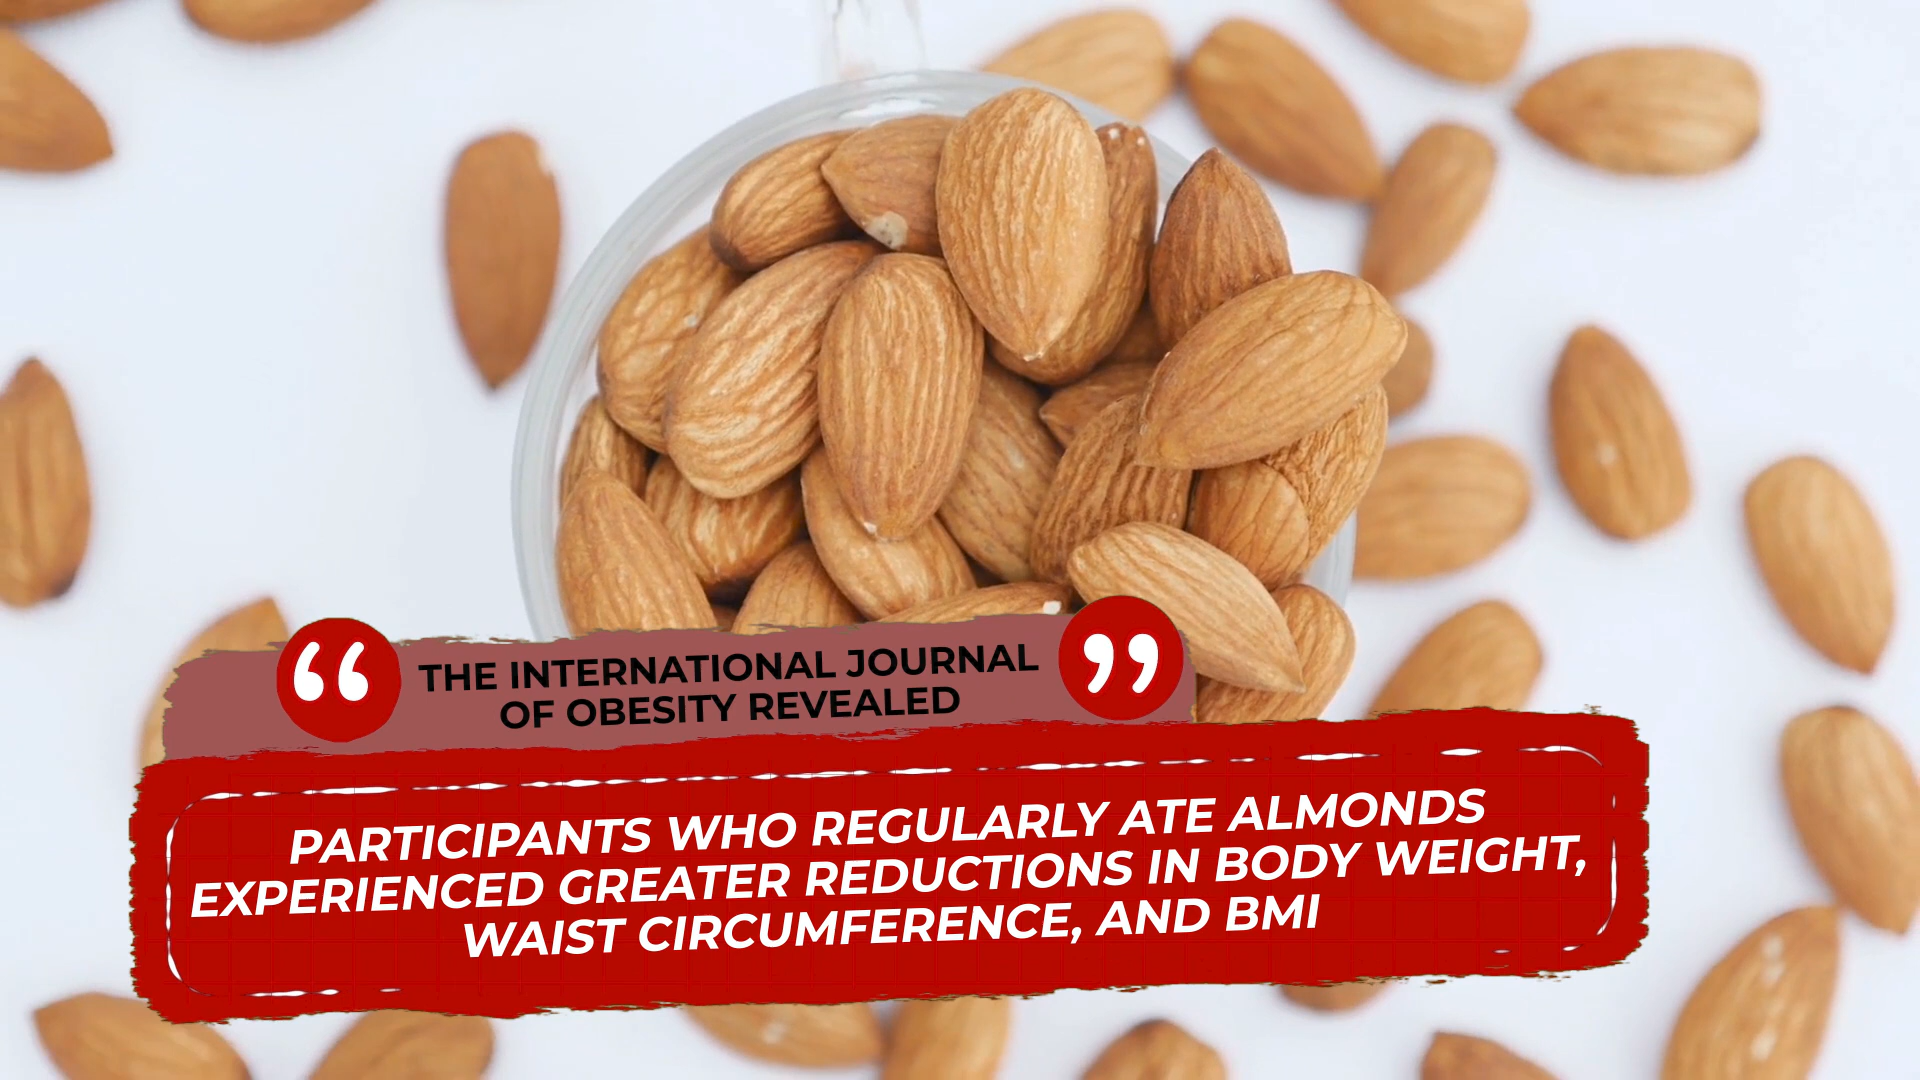 THE INTERNATIONAL JOURNAL
OF OBESITY REVEALED
PARTICIPANTS WHO REGULARLY ATE ALMONDS
EXPERIENCED GREATER REDUCTIONS IN BODY WEIGHT,
WAIST CIRCUMFERENCE, AND BMI